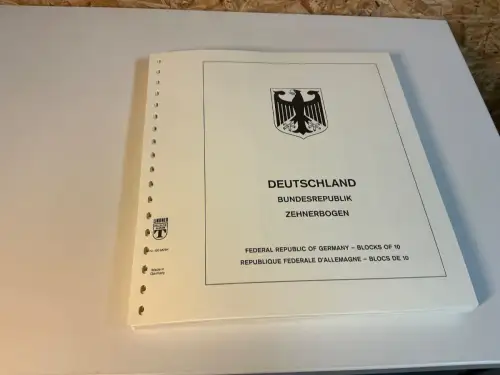 DEUTSCHLAND
BUNDESREPUBLIK
ZEHNERBOGEN
FEDERAL REPUBLIC OF GERMANY – BLOCKS OF 10
REPUBLIQUE FEDERALE D'ALLEMAGNE – BLOCS DE 10